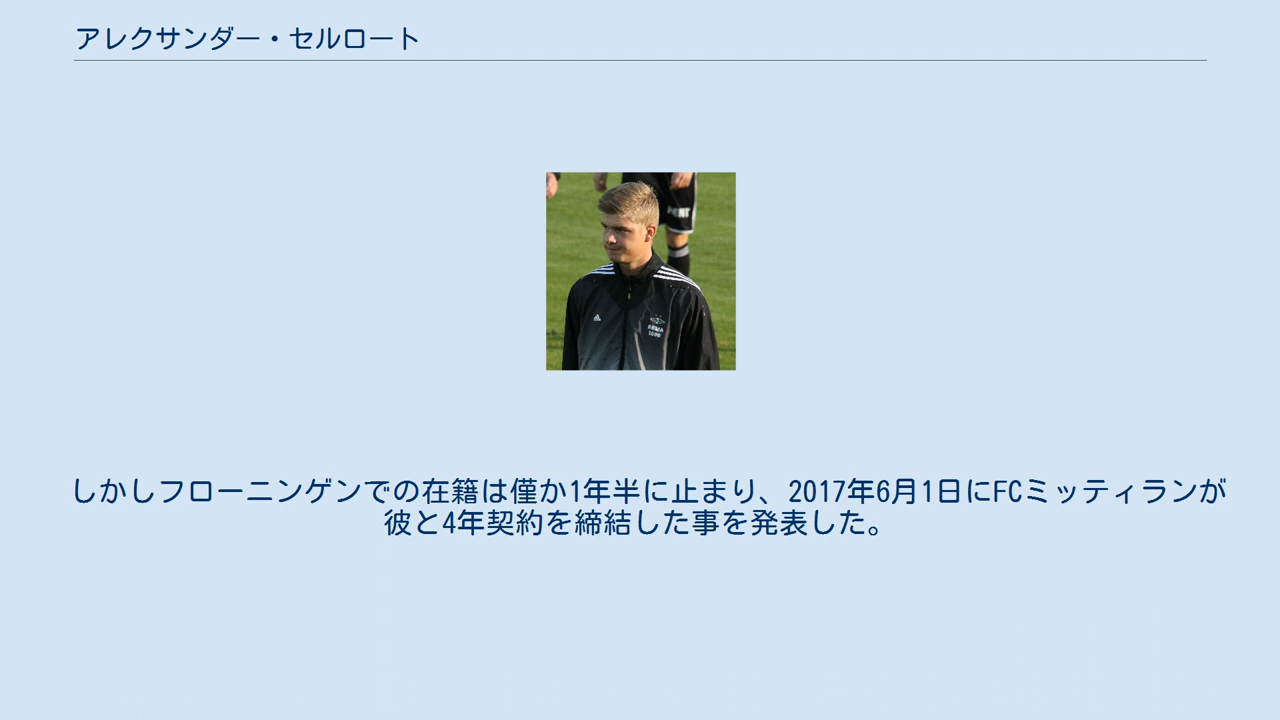 アレクサンダー・セルロート
しかしフローニンゲンでの在籍は僅か1年半に止まり、2017年6月1日にFCミッティランが
彼と4年契約を締結した事を発表した。